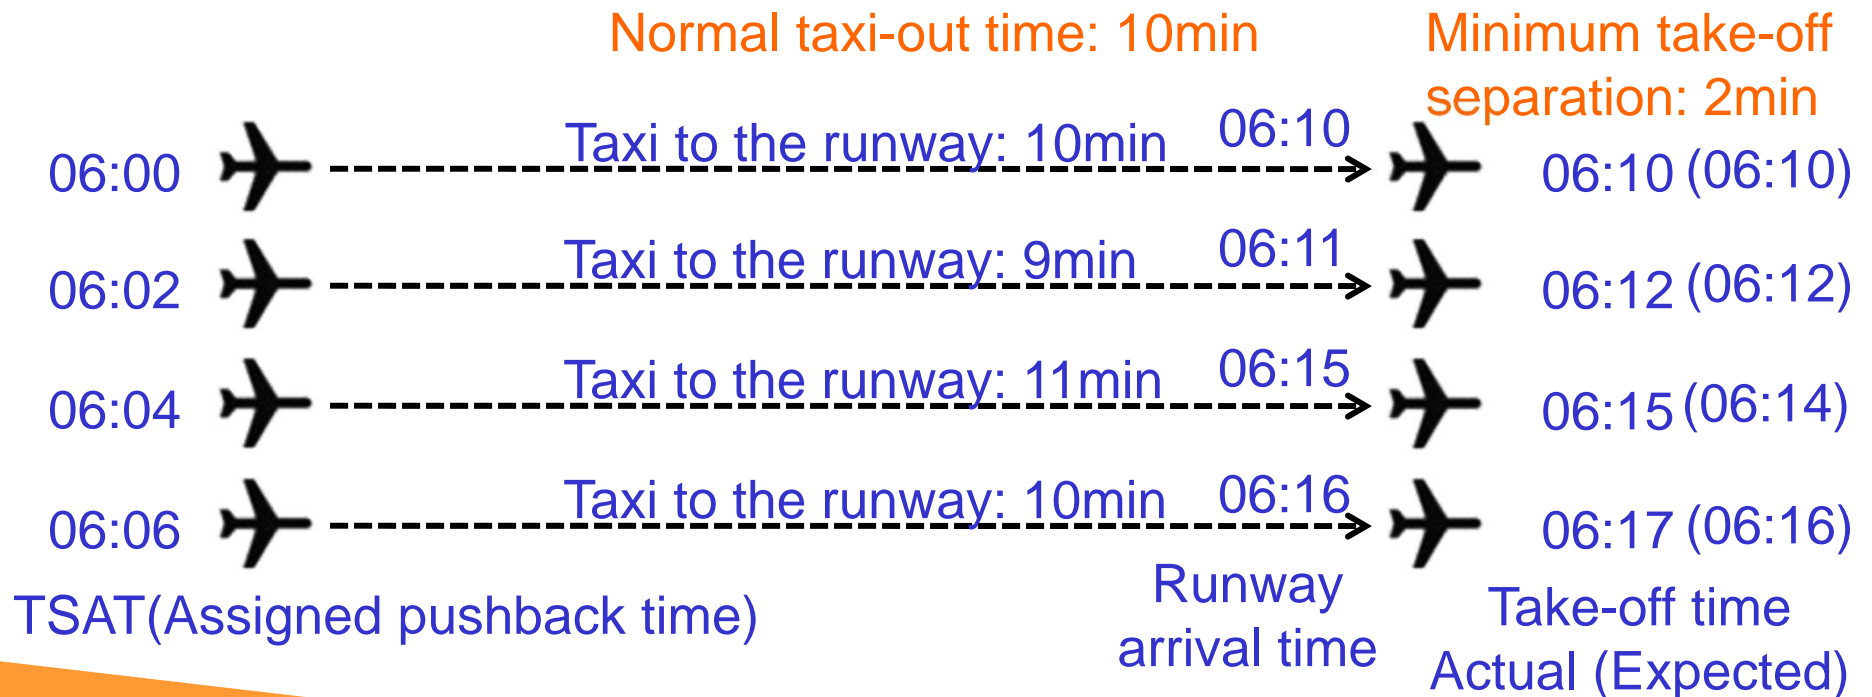 Normal taxi-out time: 10min
Minimum take-off
separation: 2min
06:00 Taxi to the runway: 10min 06:10 06:10 (06:10)
06:02 Taxi to the runway: 9min 06:11 06:12 (06:12)
06:04 Taxi to the runway: 11min 06:15 06:15 (06:14)
06:06 Taxi to the runway: 10min 06:16 06:17 (06:16)
TSAT(Assigned pushback time)
Runway
arrival time
Take-off time
Actual (Expected)